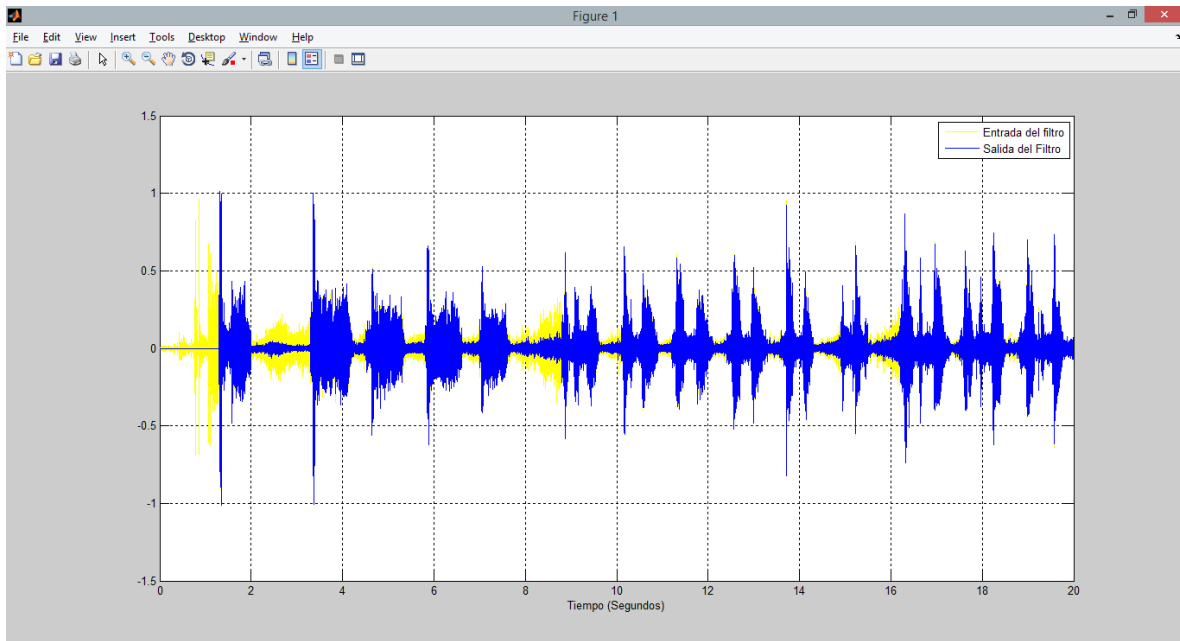 Figure 1
File Edit View Insert Tools Desktop Window Help
1.5
1
0.5
0
-0.5
-1
-1.5
Entrada del filtro
Salida del Filtro
0 2 4 6 8 10 12 14 16 18 20
Tiempo (Segundos)